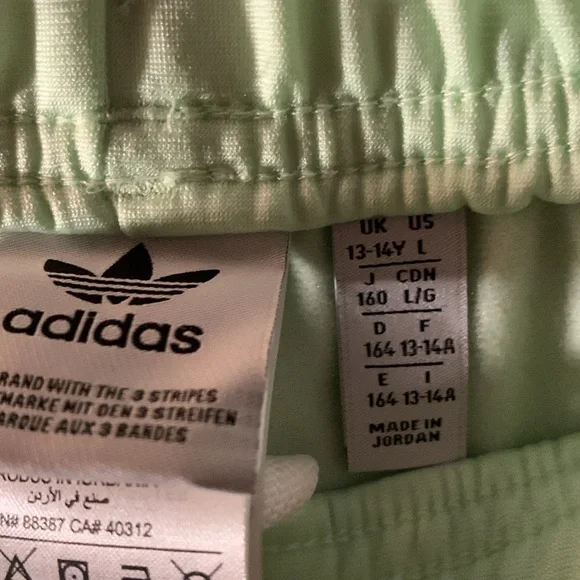 adidas
RAND WITH THE 3 STRIPES
MARKE MIT DEN 3 STREIFEN
ARQUE AUX 3 BANDES
صنع في الأردن
N# 88387 CA# 40312
UK US
13-14Y L
J CDN
160 L/G
D F
164 13-14A
E I
164 13-14A
MADE IN
JORDAN